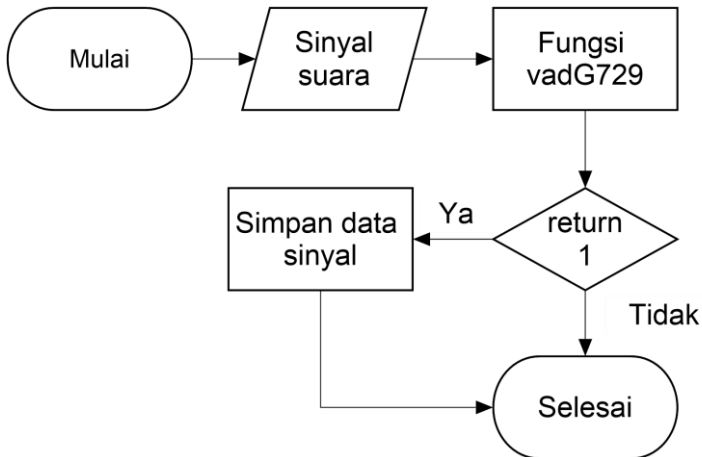 Mulai
Sinyal
suara
Fungsi
vadG729
return
1
Ya
Simpan data
sinyal
Tidak
Selesai